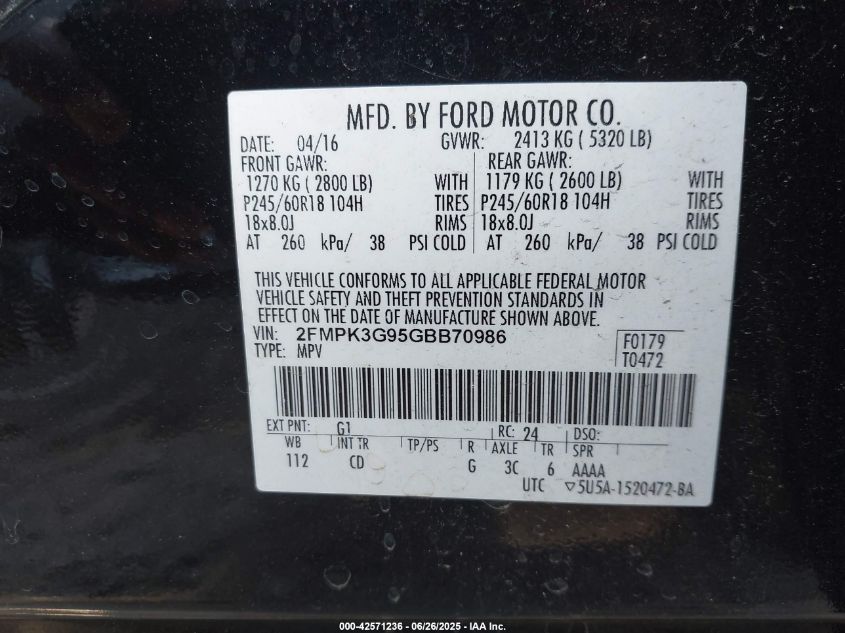 MFD. BY FORD MOTOR CO.
DATE: 04/16 GVWR: 2413 KG ( 5320 LB)
FRONT GAWR: REAR GAWR:
1270 KG ( 2800 LB) WITH 1179 KG ( 2600 LB) WITH
P245/60R18 104H TIRES P245/60R18 104H TIRES
18x8.0J RIMS 18x8.0J RIMS
AT 260 kPa/ 38 PSI COLD AT 260 kPa/ 38 PSI COLD
THIS VEHICLE CONFORMS TO ALL APPLICABLE FEDERAL MOTOR
VEHICLE SAFETY AND THEFT PREVENTION STANDARDS IN
EFFECT ON THE DATE OF MANUFACTURE SHOWN ABOVE.
VIN: 2FMPK3G95GBB70986 F0179
TYPE: MPV T0472
EXT PNT: G1 RC: 24 DSO:
WB INT TR TP/PS R AXLE TR SPR
112 CD G 3C 6 AAAA
UTC ▽5U5A-1520472-BA
000-42571236 - 06/26/2025 - IAA Inc.